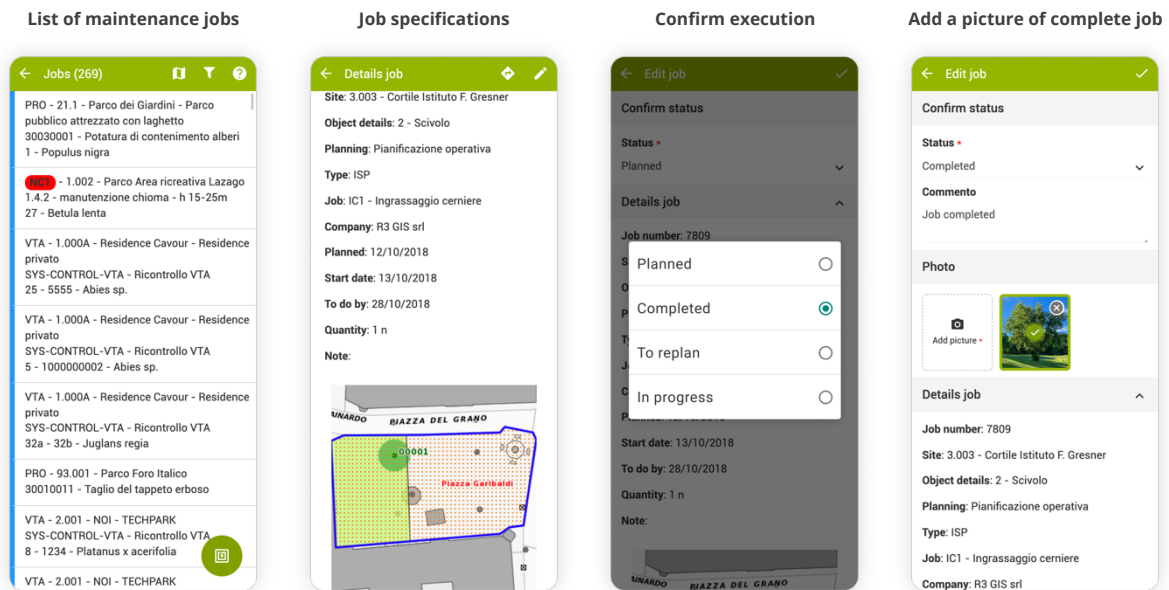 List of maintenance jobs
Jobs (269)
PRO - 21.1 - Parco dei Giardini - Parco
pubblico attrezzato con laghetto
30030001 - Potatura di contenimento alberi
1 - Populus nigra
NC1 - 1.002 - Parco Area ricreativa Lazago
1.4.2 - manutenzione chioma - h 15-25m
27 - Betula lenta
VTA - 1.000A - Residence Cavour - Residence
privato
SYS-CONTROL-VTA - Ricontrollo VTA
25 - 5555 - Abies sp.
VTA - 1.000A - Residence Cavour - Residence
privato
SYS-CONTROL-VTA - Ricontrollo VTA
5 - 1000000002 - Abies sp.
VTA - 1.000A - Residence Cavour - Residence
privato
SYS-CONTROL-VTA - Ricontrollo VTA
32a - 32b - Juglans regia
PRO - 93.001 - Parco Foro Italico
30010011 - Taglio del tappeto erboso
VTA - 2.001 - NOI - TECHPARK
SYS-CONTROL-VTA - Ricontrollo VTA
8 - 1234 - Platanus x acerifolia
VTA - 2.001 - NOI - TECHPARK
Job specifications
Details job
Site: 3.003 - Cortile Istituto F. Gresner
Object details: 2 - Scivolo
Planning: Pianificazione operativa
Type: ISP
Job: IC1 - Ingrassaggio cerniere
Company: R3 GIS srl
Planned: 12/10/2018
Start date: 13/10/2018
To do by: 28/10/2018
Quantity: 1 n
Note:
AINARDO PIAZZA DEL GRANO
00001
Piazza Garibaldi
Confirm execution
Edit job
Confirm status
Status *
Planned
Details job
Job number: 7809
Planned
Completed
To replan
In progress
Start date: 13/10/2018
To do by: 28/10/2018
Quantity: 1 n
Note:
AINARDO PIAZZA DEL GRANO
Add a picture of complete job
Edit job
Confirm status
Status *
Completed
Commento
Job completed
Photo
Add picture *
Details job
Job number: 7809
Site: 3.003 - Cortile Istituto F. Gresner
Object details: 2 - Scivolo
Planning: Pianificazione operativa
Type: ISP
Job: IC1 - Ingrassaggio cerniere
Company: R3 GIS srl